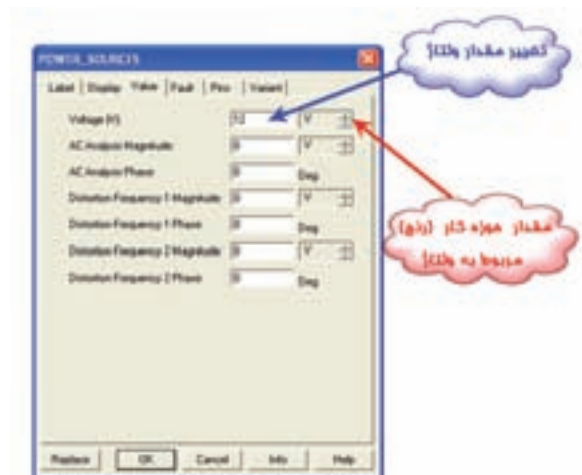 تغییر مقدار ولتاژ
POWER_SOURCES
Label Display Value Fault Pins Variant
Voltage (V) 12 V
AC Analysis Magnitude 0 V
AC Analysis Phase 0 Deg
Distortion Frequency 1 Magnitude 0 V
Distortion Frequency 1 Phase 0 Deg
Distortion Frequency 2 Magnitude 0 V
Distortion Frequency 2 Phase 0 Deg
مقدار حوزه کار (رنج)
مربوط به ولتاژ
Replace OK Cancel Info Help